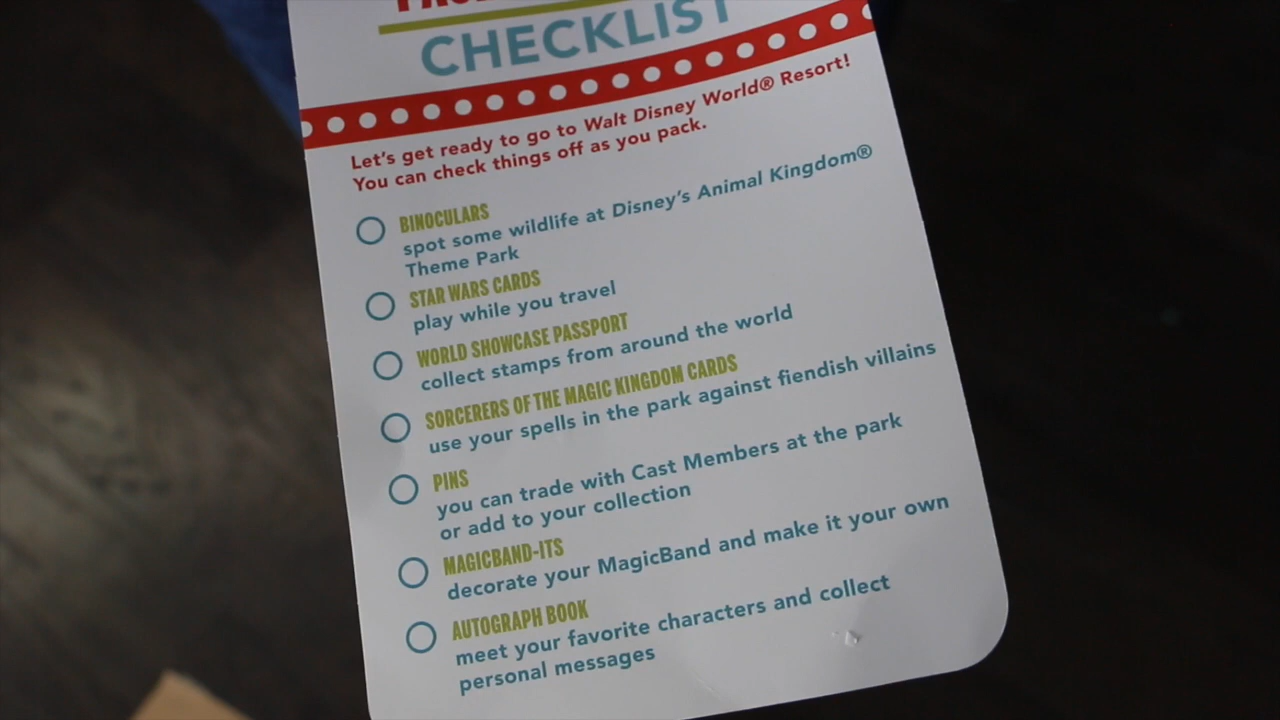 CHECKLIST
Let's get ready to go to Walt Disney World® Resort!
You can check things off as you pack.
BINOCULARS
spot some wildlife at Disney's Animal Kingdom®
Theme Park
STAR WARS CARDS
play while you travel
WORLD SHOWCASE PASSPORT
collect stamps from around the world
SORCERERS OF THE MAGIC KINGDOM CARDS
use your spells in the park against fiendish villains
PINS
you can trade with Cast Members at the park
or add to your collection
MAGICBAND-ITS
decorate your MagicBand and make it your own
AUTOGRAPH BOOK
meet your favorite characters and collect
personal messages